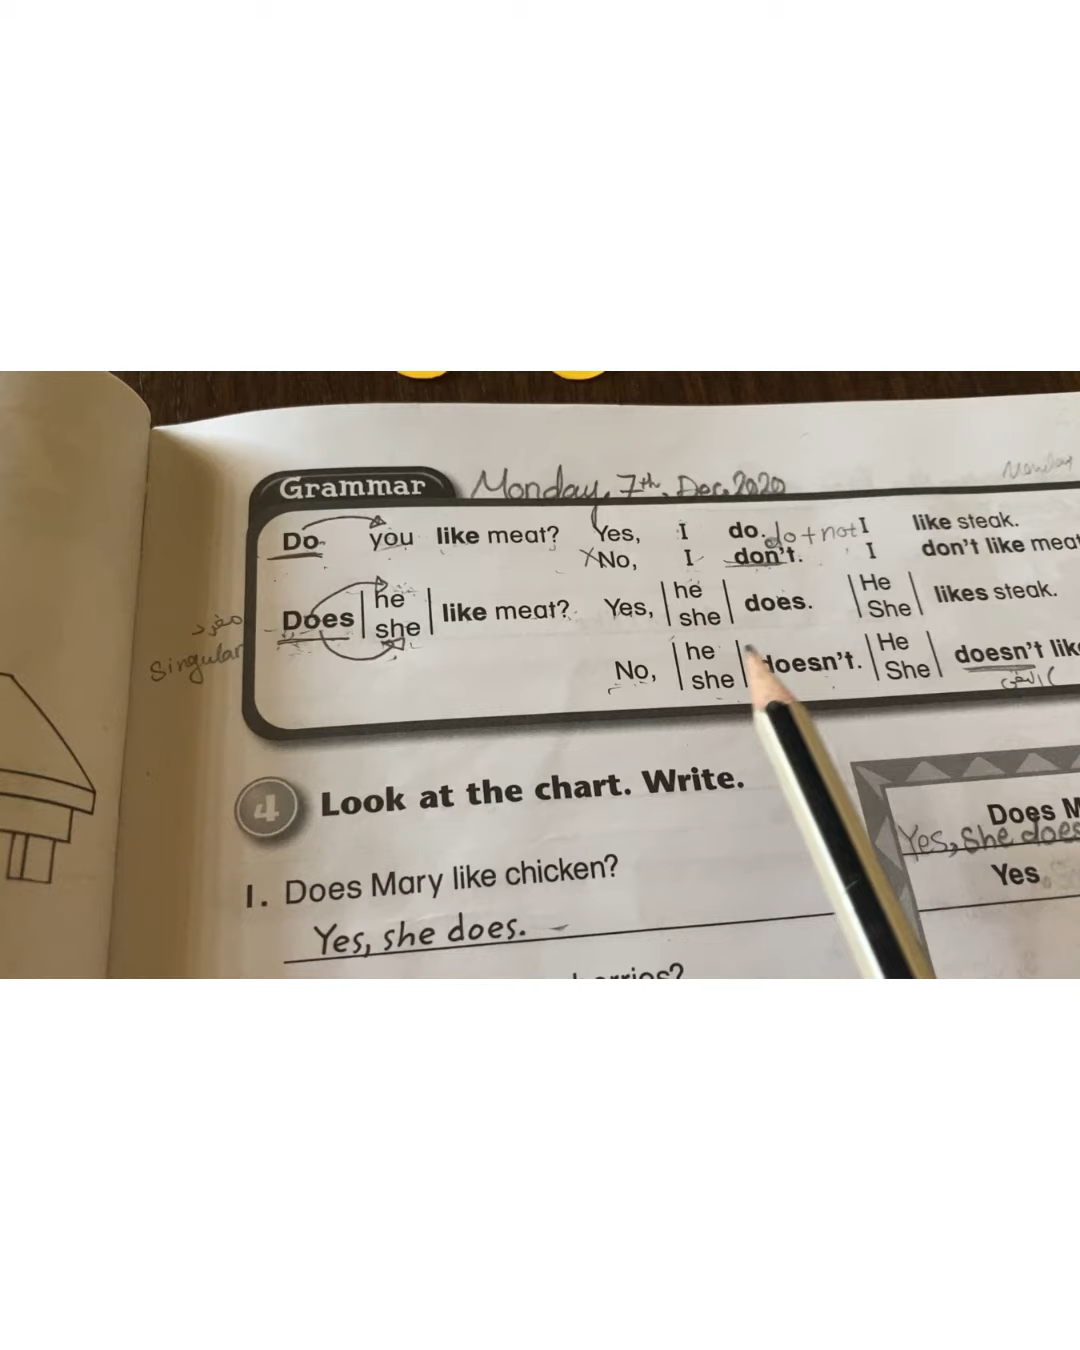 Grammar Monday, 7th, Dec. 2020 Monday
Do you like meat? Yes, I do. do + not I like steak.
No, I don't. I don't like meat
Does he she like meat? Yes, he she does. He She likes steak.
مفرد
Singular
No, he she doesn't. He She doesn't like
النفي
4 Look at the chart. Write.
Does M
Yes, she does
1. Does Mary like chicken?
Yes
Yes, she does.